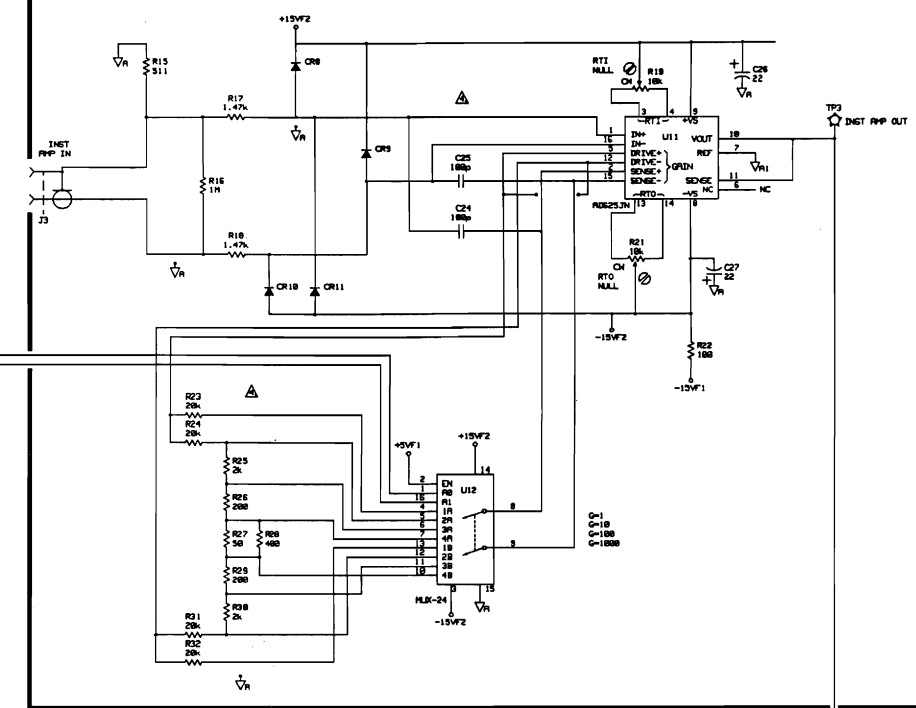 +15VF2
A
R15
511
CR8
RTI
NULL
CW
R19
10k
+
C26
22
A
INST
AMP IN
R17
1.47k
4
A
3
4
9
RTI
+VS
TP3
INST AMP OUT
J3
R16
1M
CR9
C25
100p
1
16
5
12
2
15
IN+
IN-
DRIVE+
DRIVE-
SENSE+
SENSE-
GAIN
U11
VOUT
REF
SENSE
NC
10
7
11
6
A1
NC
RTO
-VS
AD625JN
13
14
8
R18
1.47k
C24
100p
A
CR10
CR11
R21
10k
CW
RTO
NULL
+
C27
22
A
-15VF2
R22
100
-15VF1
4
R23
20k
R24
20k
+5VF1
+15VF2
14
R25
2k
R26
200
R27
50
R28
400
R29
200
R30
2k
R31
20k
R32
20k
2
1
16
4
5
6
7
13
12
11
10
EN
A0
A1
1A
2A
3A
4A
1B
2B
3B
4B
U12
8
9
G=1
G=10
G=100
G=1000
MUX-24
3
15
-15VF2
A
A